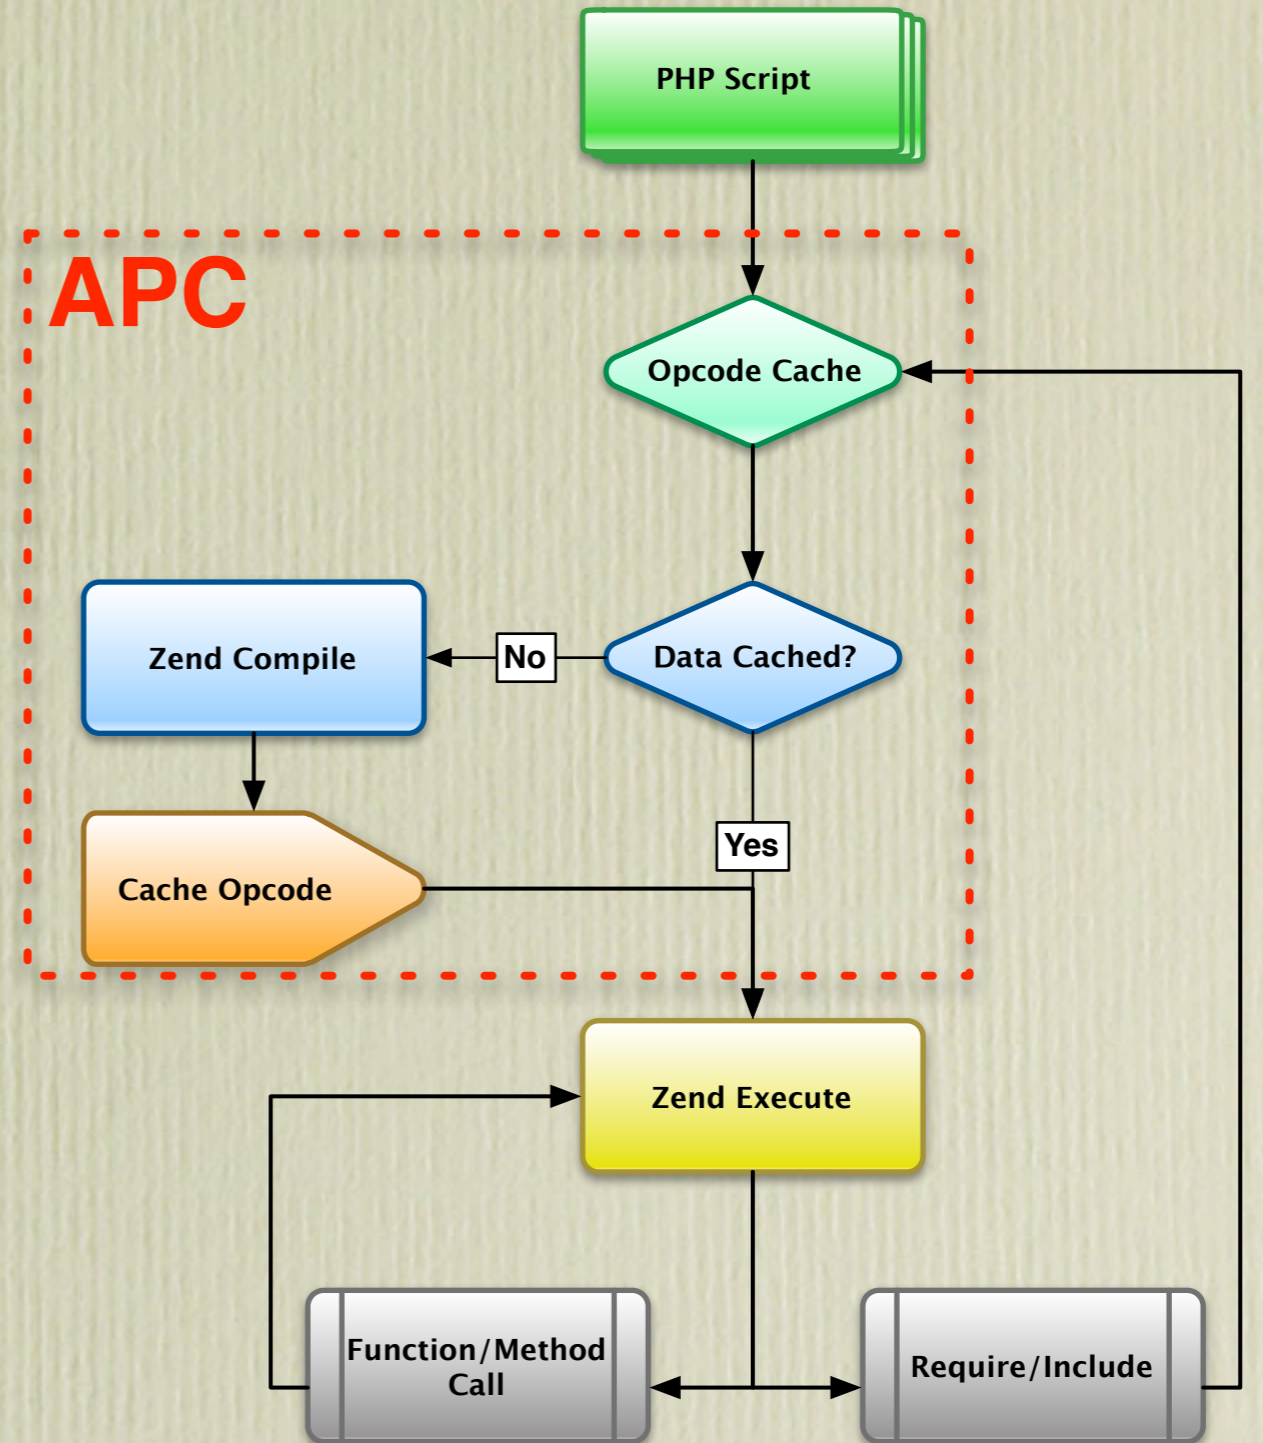 PHP Script
APC
Opcode Cache
Zend Compile
No
Data Cached?
Yes
Cache Opcode
Zend Execute
Function/Method
Call
Require/Include